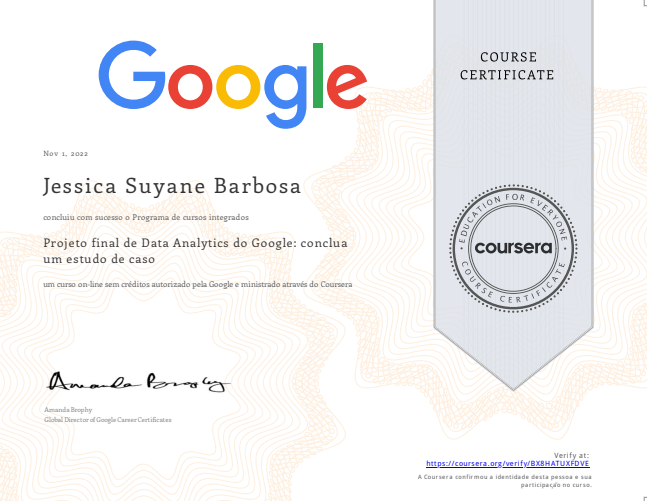 Google
COURSE
CERTIFICATE
Nov 1, 2022
Jessica Suyane Barbosa
concluiu com sucesso o Programa de cursos integrados
Projeto final de Data Analytics do Google: conclua
um estudo de caso
um curso on-line sem créditos autorizado pela Google e ministrado através do Coursera
EDUCATION FOR EVERYONE
coursera
COURSE CERTIFICATE
Amanda Brophy
Amanda Brophy
Global Director of Google Career Certificates
Verify at:
https://coursera.org/verify/BX8HATUXFDVE
A Coursera confirmou a identidade desta pessoa e sua
participação no curso.